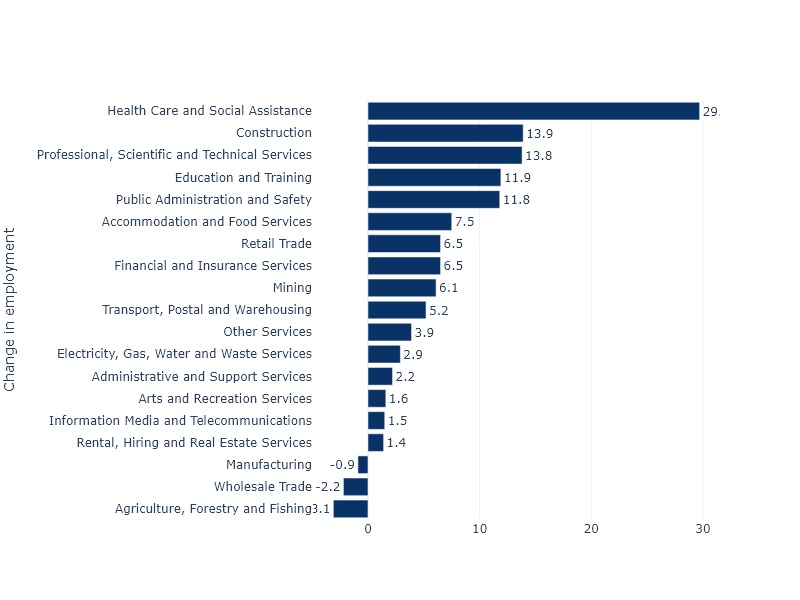 Health Care and Social Assistance 29.
Construction 13.9
Professional, Scientific and Technical Services 13.8
Education and Training 11.9
Public Administration and Safety 11.8
Accommodation and Food Services 7.5
Retail Trade 6.5
Financial and Insurance Services 6.5
Mining 6.1
Transport, Postal and Warehousing 5.2
Other Services 3.9
Electricity, Gas, Water and Waste Services 2.9
Administrative and Support Services 2.2
Arts and Recreation Services 1.6
Information Media and Telecommunications 1.5
Rental, Hiring and Real Estate Services 1.4
Manufacturing -0.9
Wholesale Trade -2.2
Agriculture, Forestry and Fishing 3.1
0 10 20 30
Change in employment